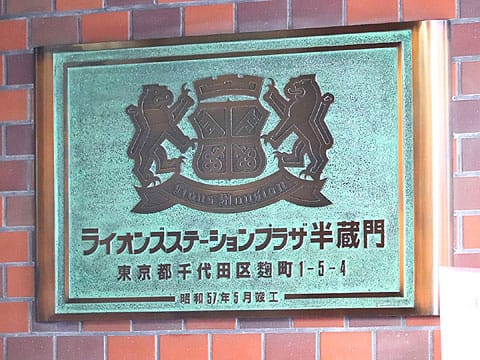 Lions Mansion
ライオンズステーションプラザ半蔵門
東京都千代田区麹町1-5-4
昭和57年5月竣工